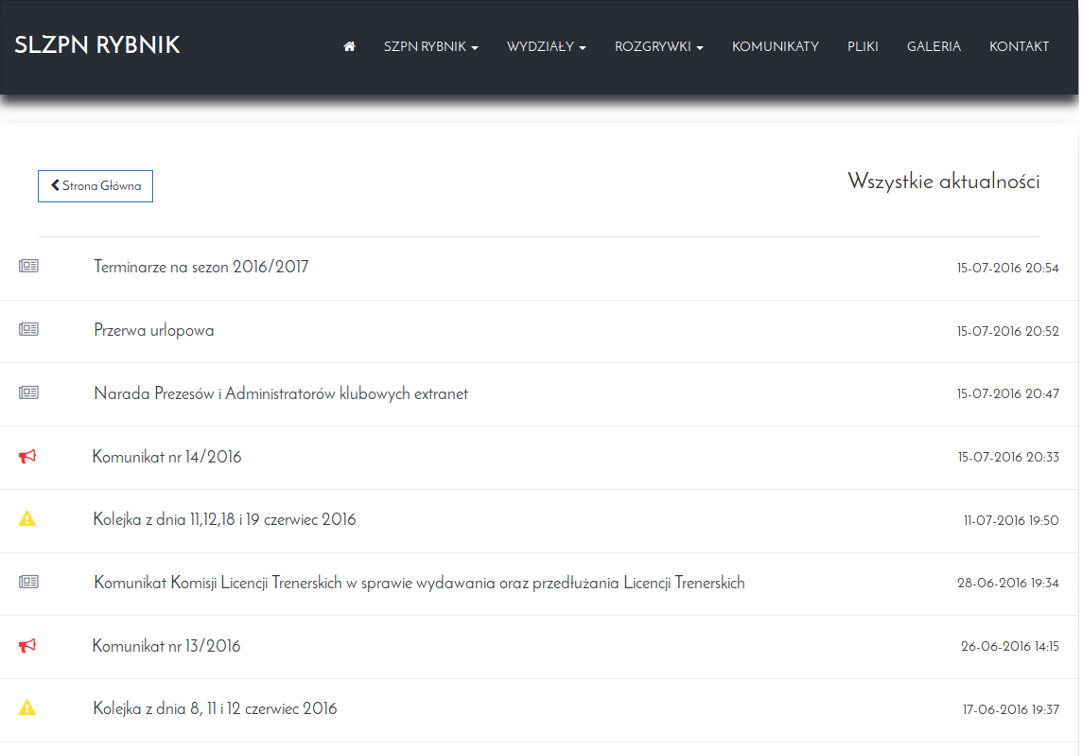 SLZPN RYBNIK
SZPN RYBNIK WYDZIAŁY ROZGRYWKI KOMUNIKATY PLIKI GALERIA KONTAKT
Strona Główna
Wszystkie aktualności
Terminarze na sezon 2016/2017 15-07-2016 20:54
Przerwa urlopowa 15-07-2016 20:52
Narada Prezesów i Administratorów klubowych extranet 15-07-2016 20:47
Komunikat nr 14/2016 15-07-2016 20:33
Kolejka z dnia 11,12,18 i 19 czerwiec 2016 11-07-2016 19:50
Komunikat Komisji Licencji Trenerskich w sprawie wydawania oraz przedłużania Licencji Trenerskich 28-06-2016 19:34
Komunikat nr 13/2016 26-06-2016 14:15
Kolejka z dnia 8, 11 i 12 czerwiec 2016 17-06-2016 19:37